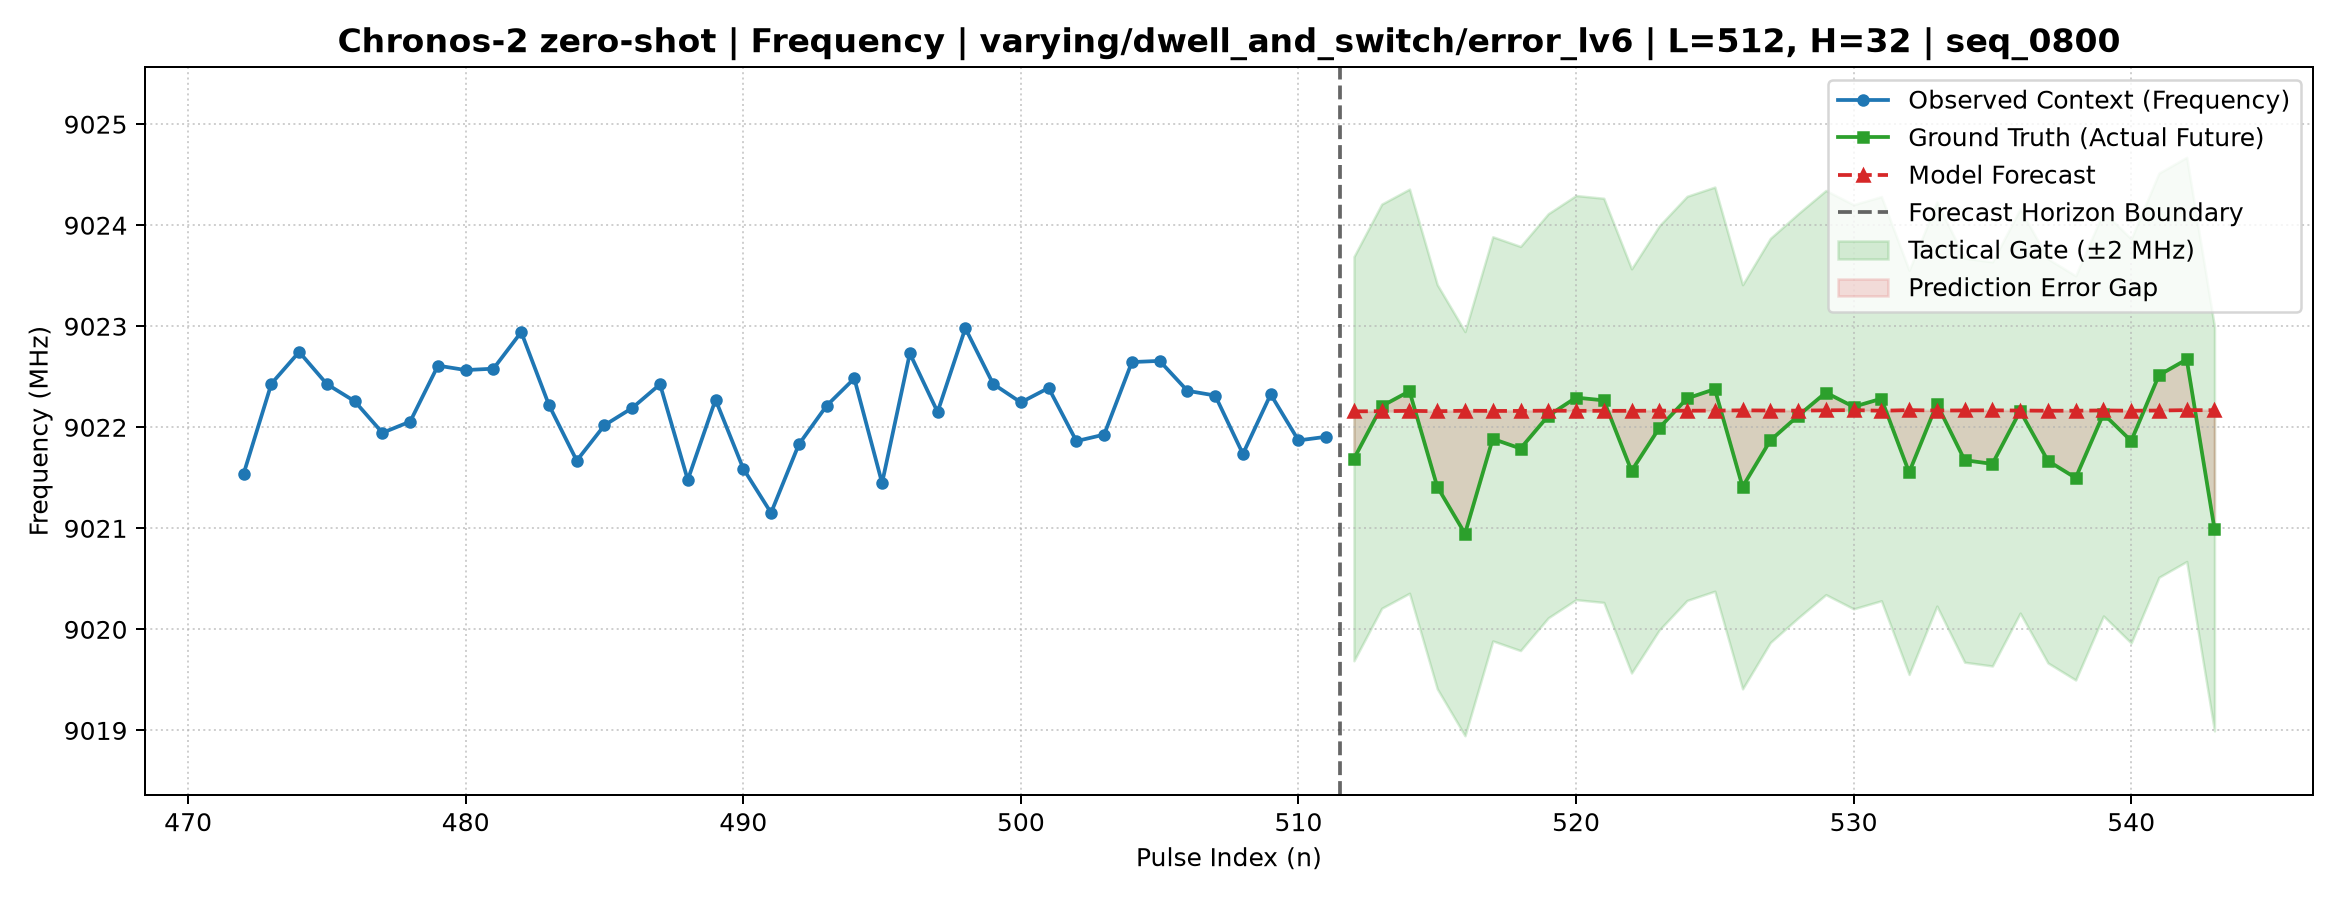 Chronos-2 zero-shot | Frequency | varying/dwell_and_switch/error_lv6 | L=512, H=32 | seq_0800
Observed Context (Frequency)
Ground Truth (Actual Future)
Model Forecast
Forecast Horizon Boundary
Tactical Gate (±2 MHz)
Prediction Error Gap
Frequency (MHz)
9025
9024
9023
9022
9021
9020
9019
470 480 490 500 510 520 530 540
Pulse Index (n)